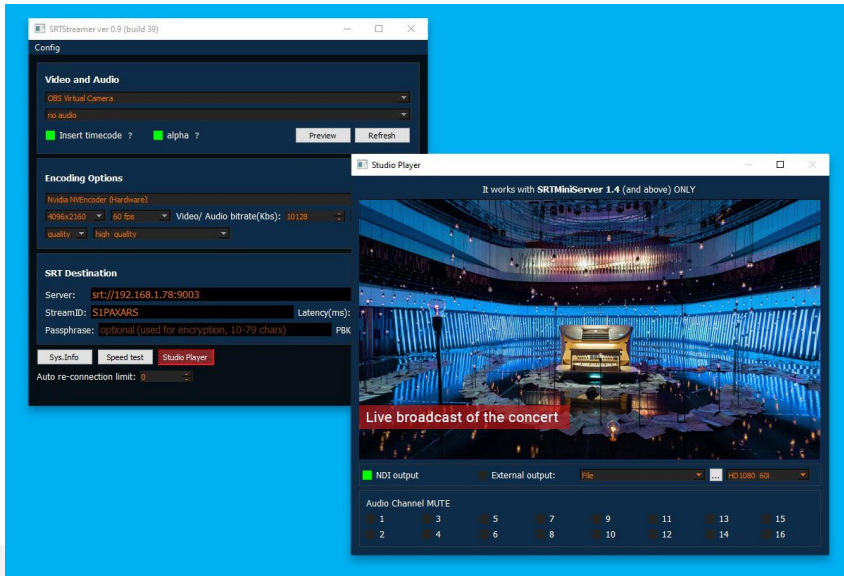 SRTStreamer ver 0.9 (build 39)
Config
Video and Audio
OBS Virtual Camera
no audio
Insert timecode ?
alpha ?
Preview
Refresh
Encoding Options
Nvidia NVEncoder (Hardware)
4096x2160
60 fps
Video/ Audio bitrate(Kbs):
10128
quality
high quality
SRT Destination
Server: srt://192.168.1.78:9003
StreamID: S1PAXARS
Latency(ms):
Passphrase: optional (used for encryption, 10-79 chars)
PBK
Sys.Info
Speed test
Studio Player
Auto re-connection limit: 0
Studio Player
It works with SRTMiniServer 1.4 (and above) ONLY
Live broadcast of the concert
NDI output
External output:
File
...
HD1080 60i
Audio Channel MUTE
1 3 5 7 9 11 13 15
2 4 6 8 10 12 14 16